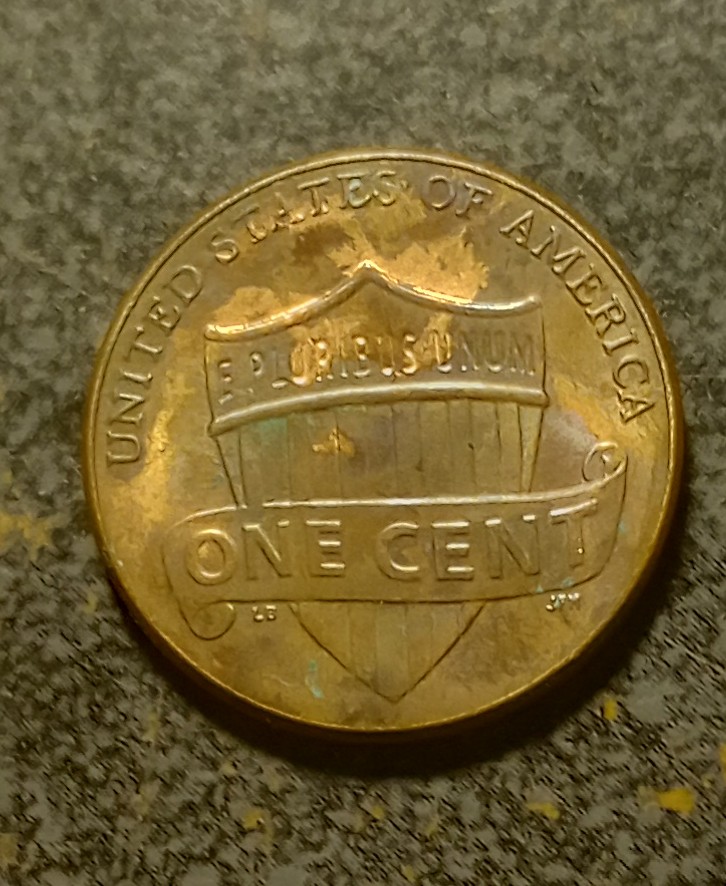 UNITED STATES OF AMERICA
E PLURIBUS UNUM
ONE CENT
LB JFM